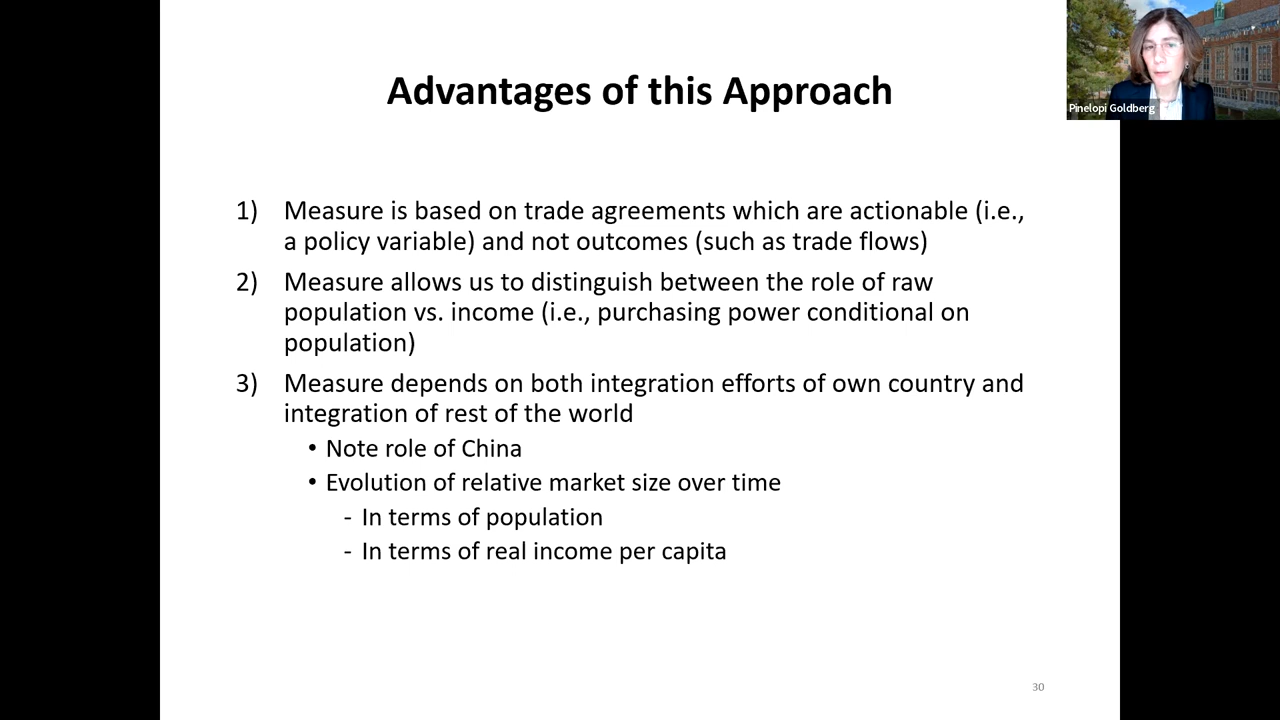 Advantages of this Approach
Pinelopi Goldberg
1) Measure is based on trade agreements which are actionable (i.e.,
a policy variable) and not outcomes (such as trade flows)
2) Measure allows us to distinguish between the role of raw
population vs. income (i.e., purchasing power conditional on
population)
3) Measure depends on both integration efforts of own country and
integration of rest of the world
• Note role of China
• Evolution of relative market size over time
- In terms of population
- In terms of real income per capita
30